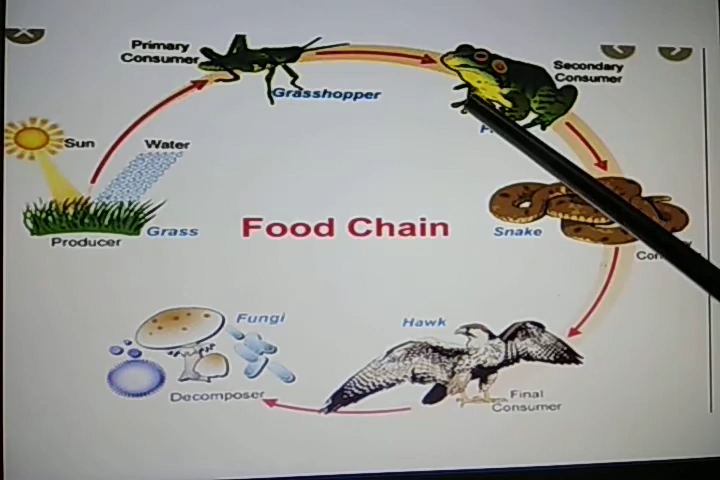 Primary
Consumer
Grasshopper
Secondary
Consumer
Sun
Water
Grass
Producer
Food Chain
Snake
Fungi
Decomposer
Hawk
Final
Consumer